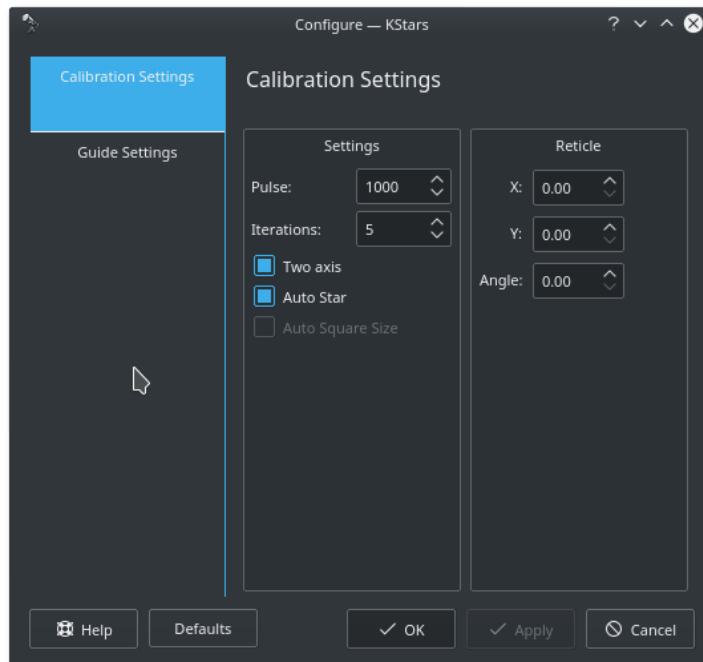 Configure — KStars
Calibration Settings
Guide Settings
Calibration Settings
Settings
Pulse: 1000
Iterations: 5
Two axis
Auto Star
Auto Square Size
Reticle
X: 0.00
Y: 0.00
Angle: 0.00
Help
Defaults
OK
Apply
Cancel